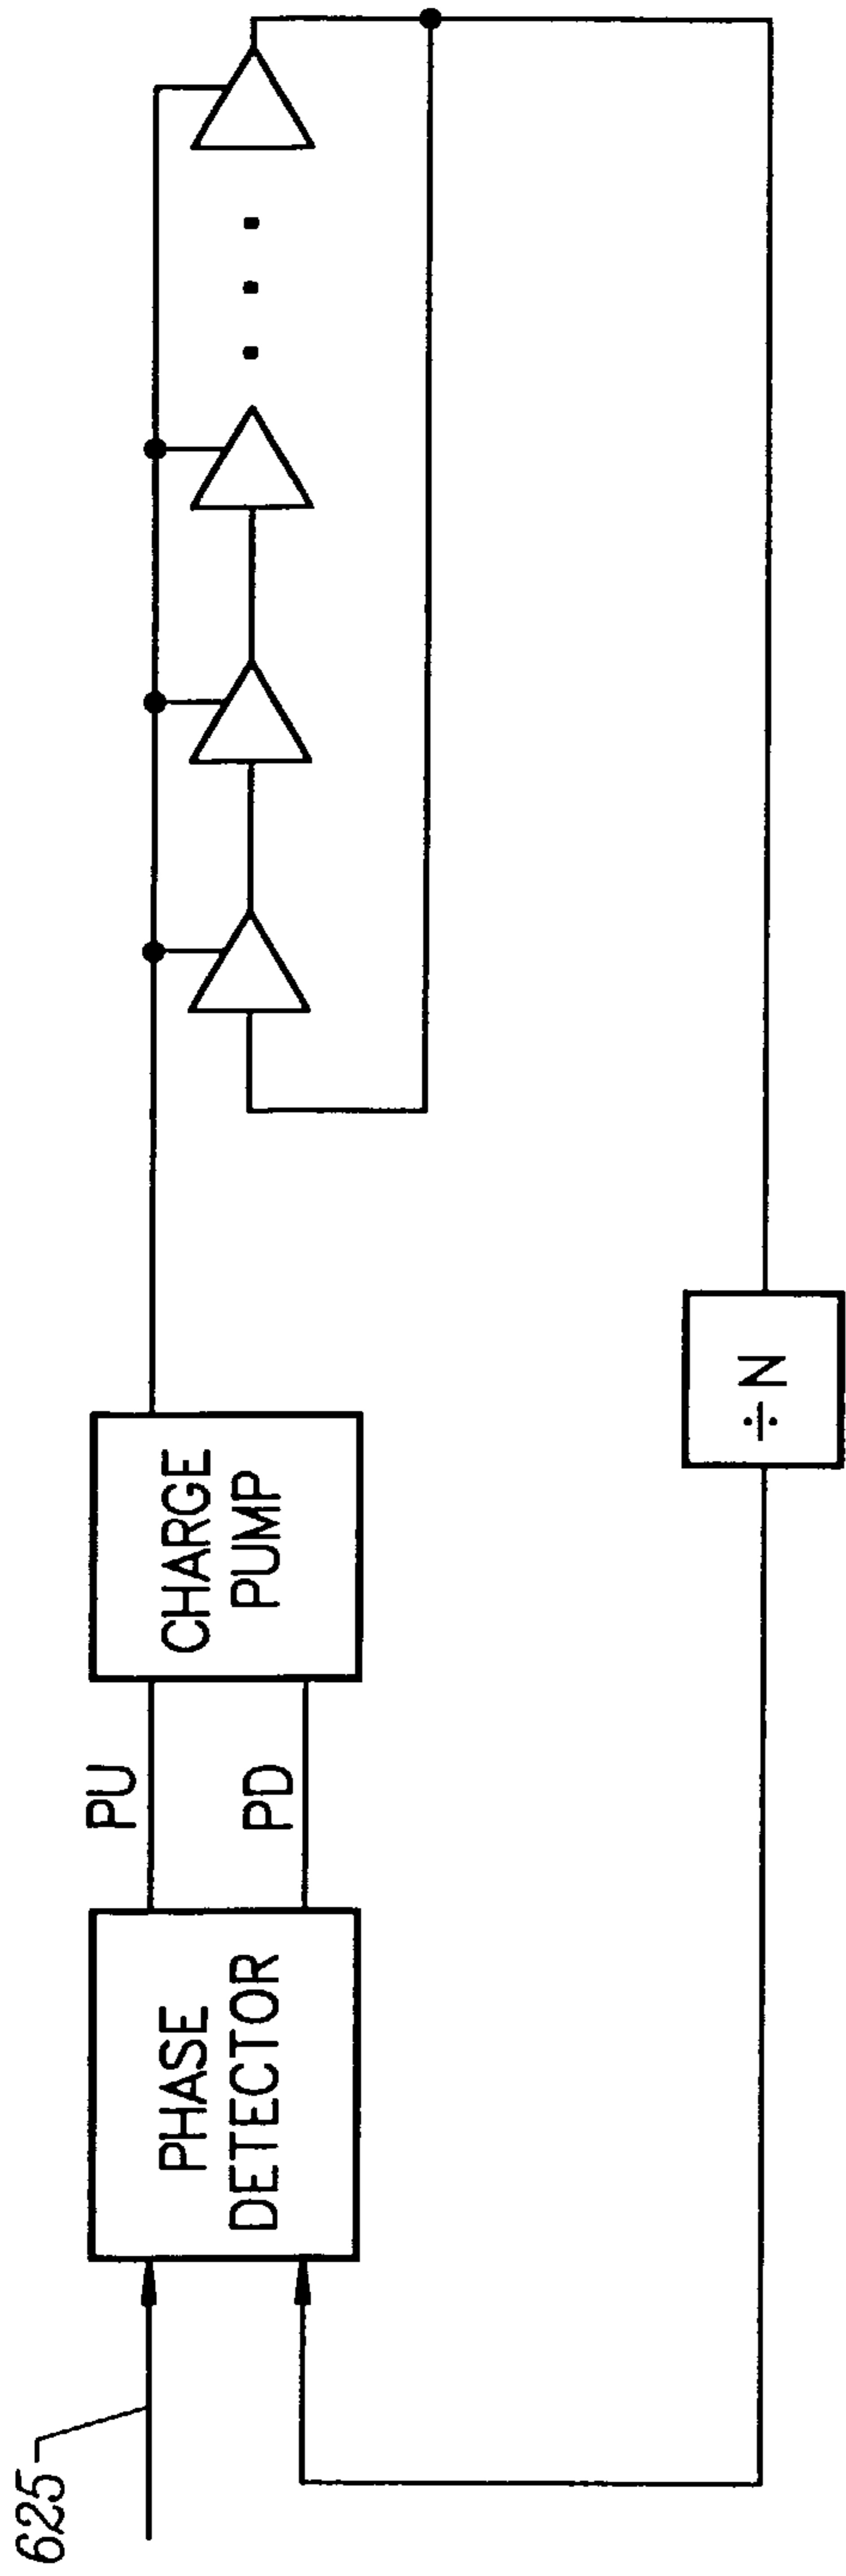 625
PHASE
DETECTOR
PU
PD
CHARGE
PUMP
÷N